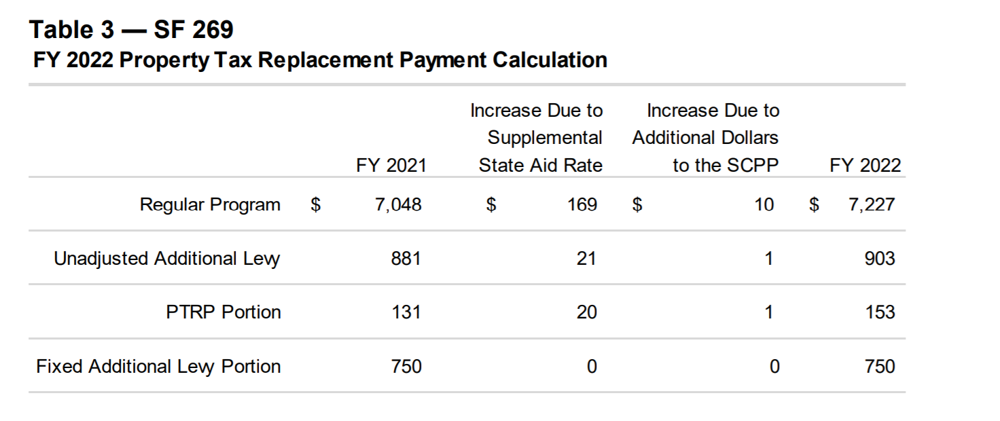 Table 3 — SF 269
FY 2022 Property Tax Replacement Payment Calculation
Increase Due to Increase Due to
Supplemental Additional Dollars
FY 2021 State Aid Rate to the SCPP FY 2022
Regular Program $ 7,048 $ 169 $ 10 $ 7,227
Unadjusted Additional Levy 881 21 1 903
PTRP Portion 131 20 1 153
Fixed Additional Levy Portion 750 0 0 750